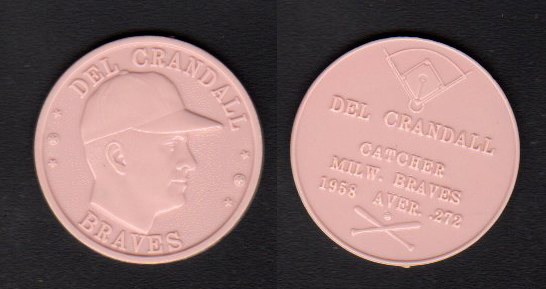 DEL CRANDALL
BRAVES
DEL CRANDALL
CATCHER
MILW. BRAVES
1958 AVER. .272